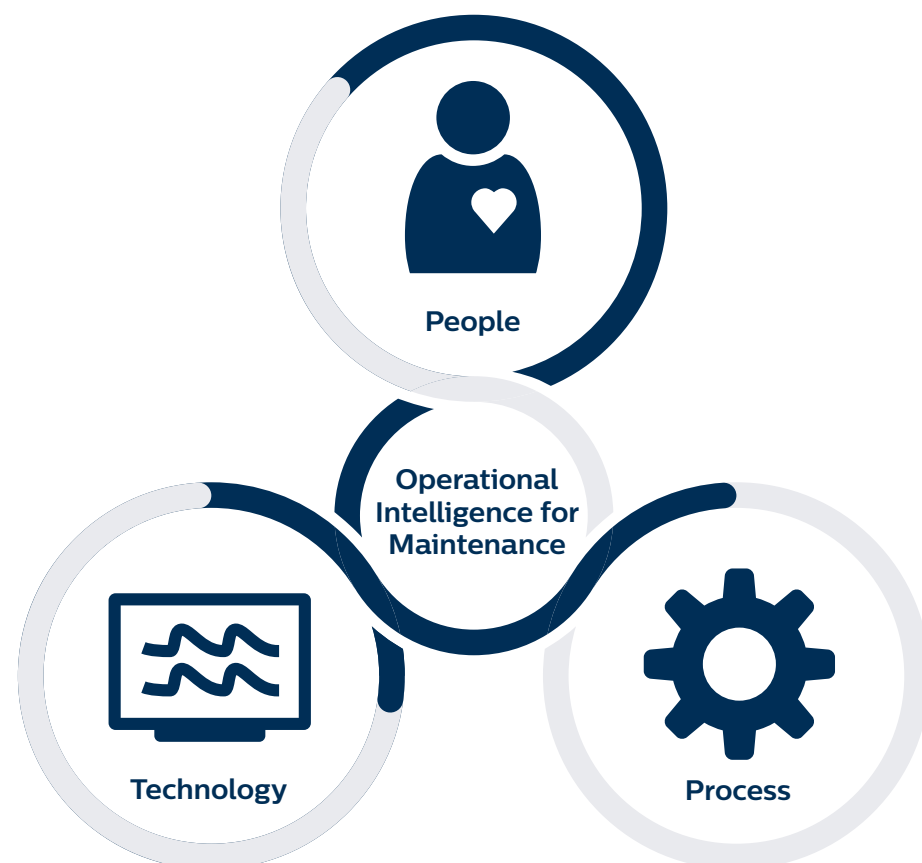 People
Operational
Intelligence for
Maintenance
Technology
Process